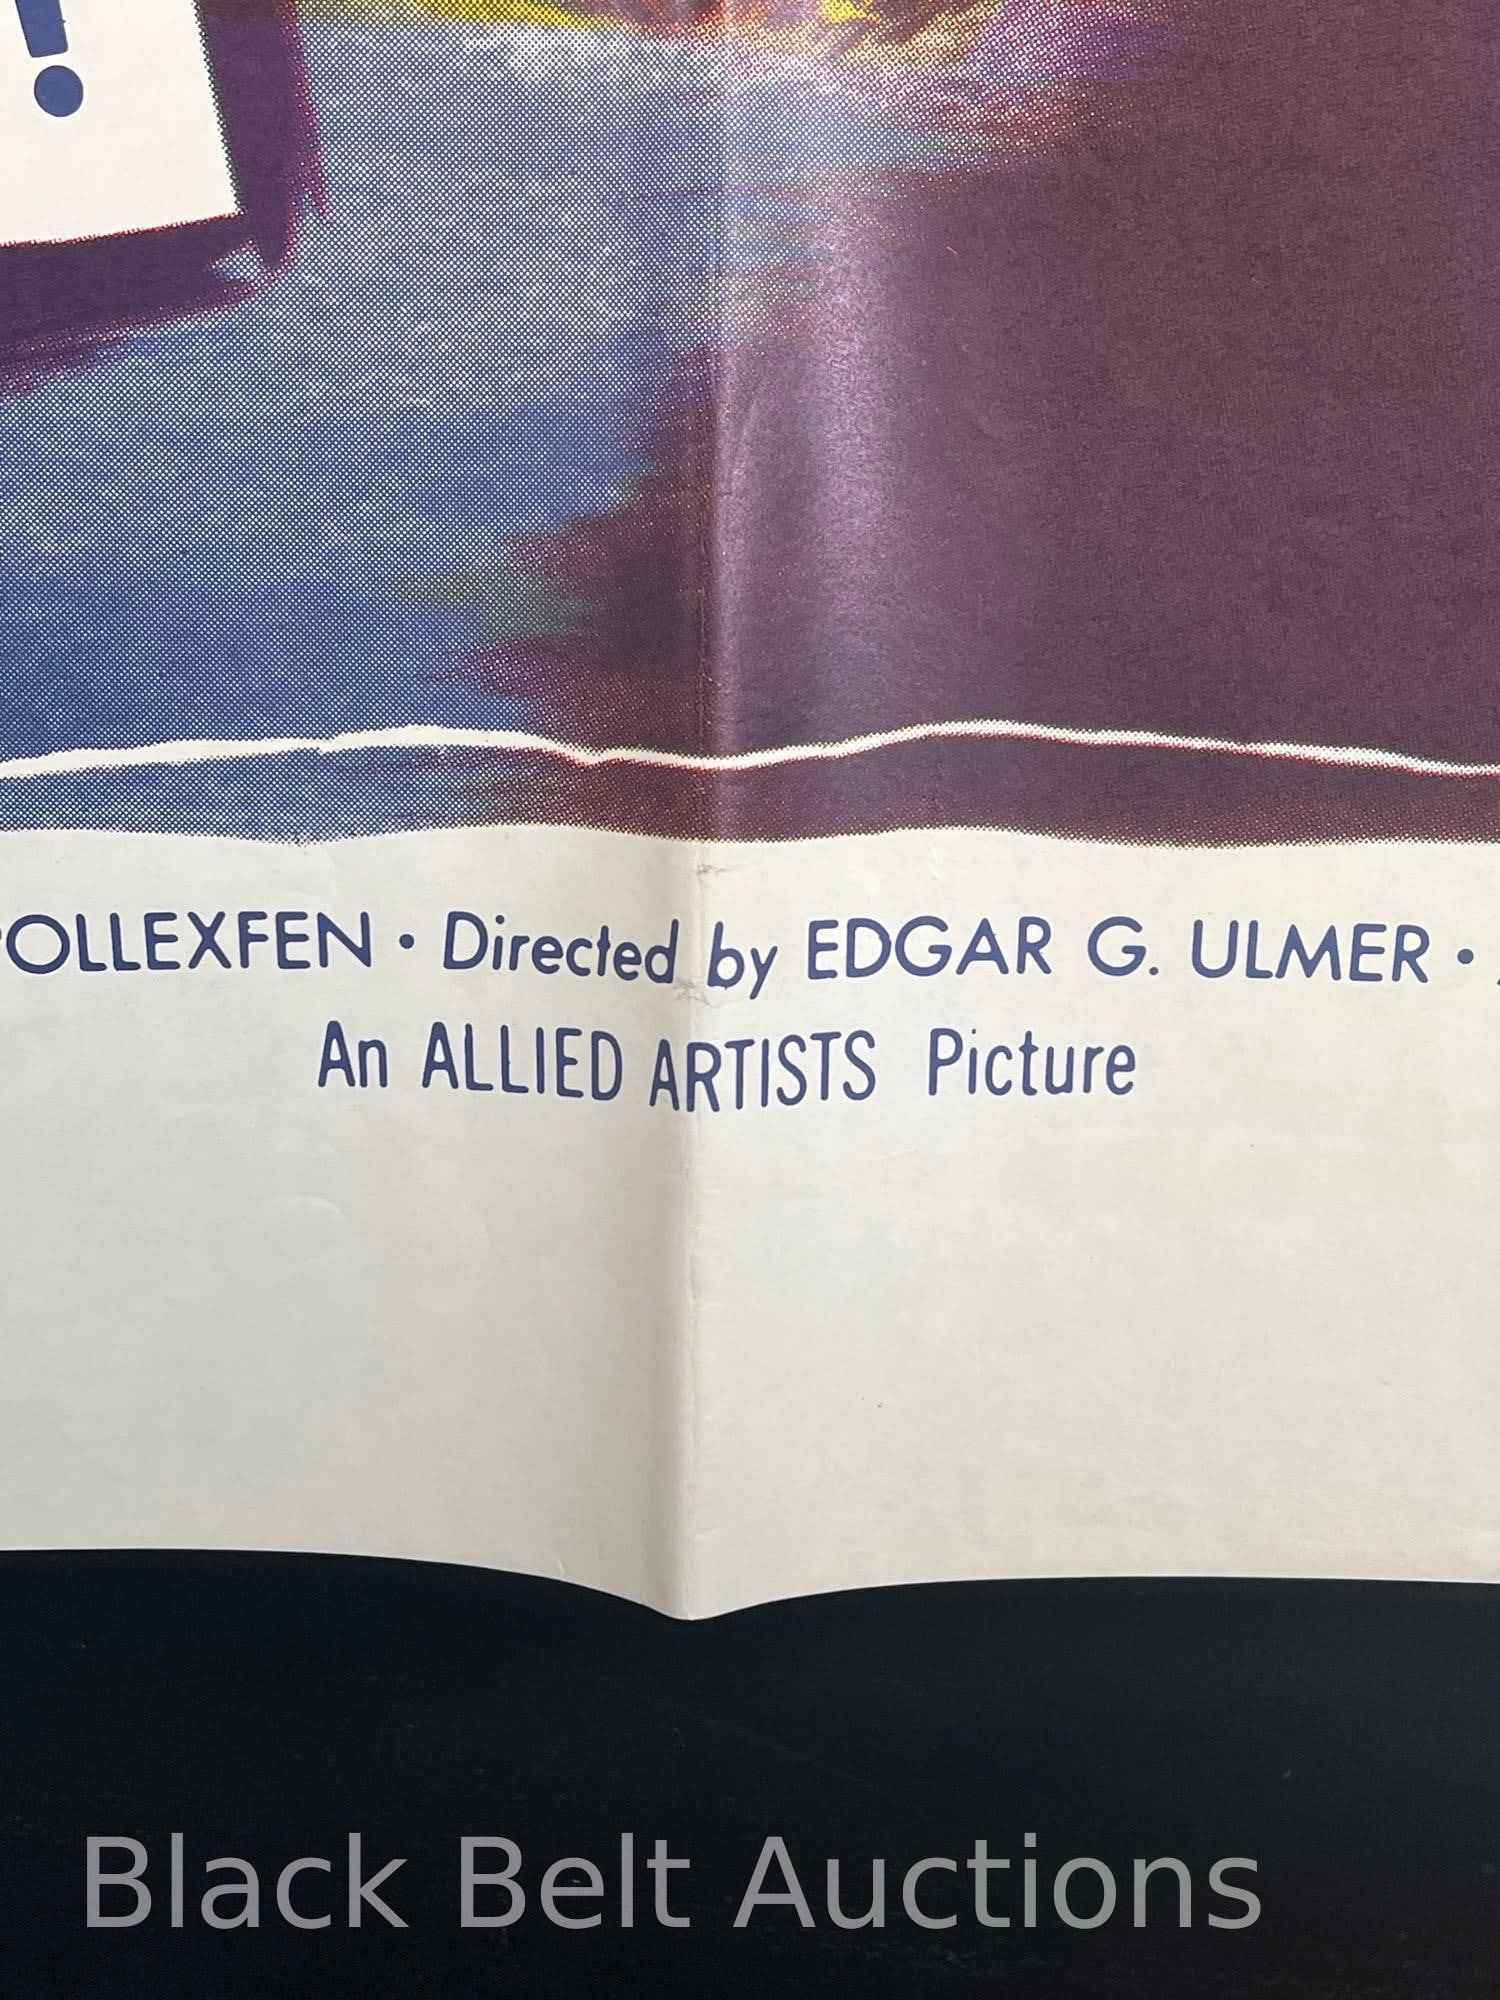 !
OLLEXFEN • Directed by EDGAR G. ULMER •
An ALLIED ARTISTS Picture
Black Belt Auctions